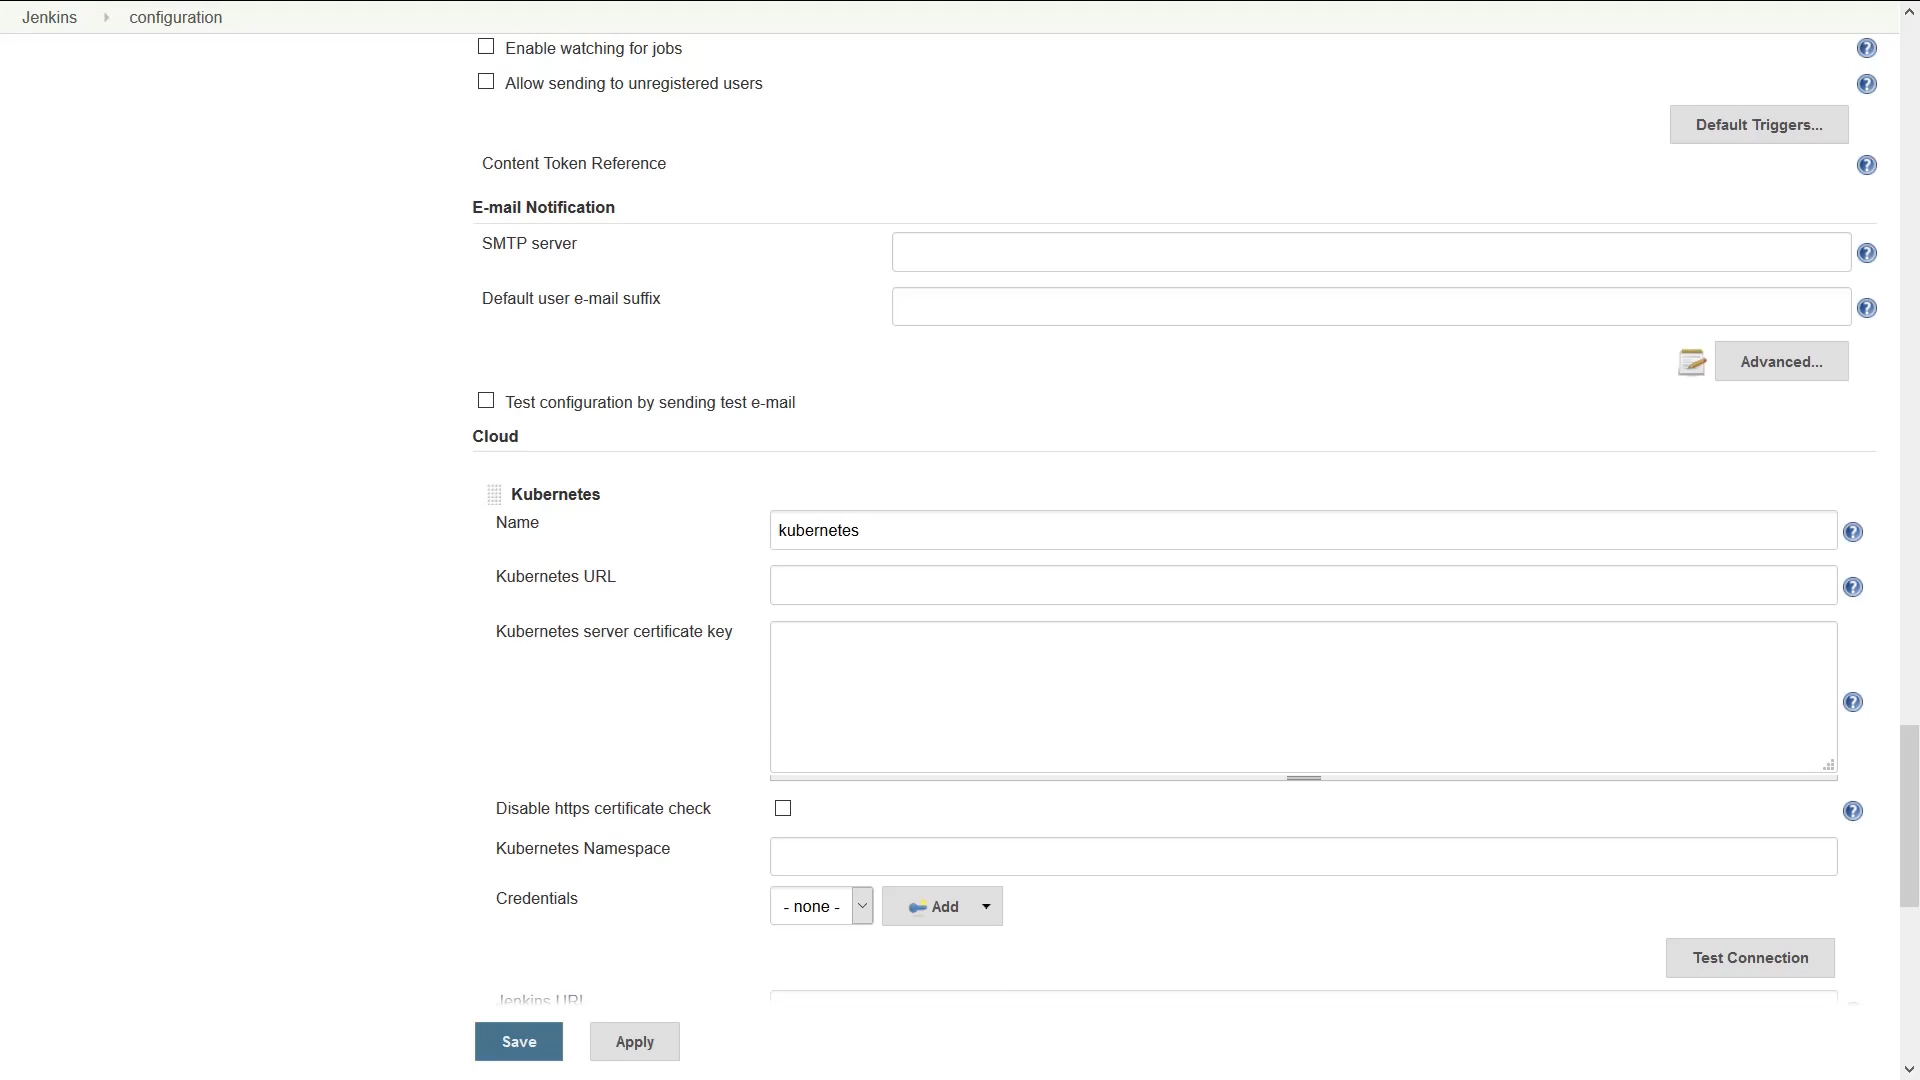 Jenkins configuration
Enable watching for jobs
Allow sending to unregistered users
Default Triggers...
Content Token Reference
E-mail Notification
SMTP server
Default user e-mail suffix
Advanced...
Test configuration by sending test e-mail
Cloud
Kubernetes
Name kubernetes
Kubernetes URL
Kubernetes server certificate key
Disable https certificate check
Kubernetes Namespace
Credentials - none - Add
Test Connection
Jenkins URL
Save Apply